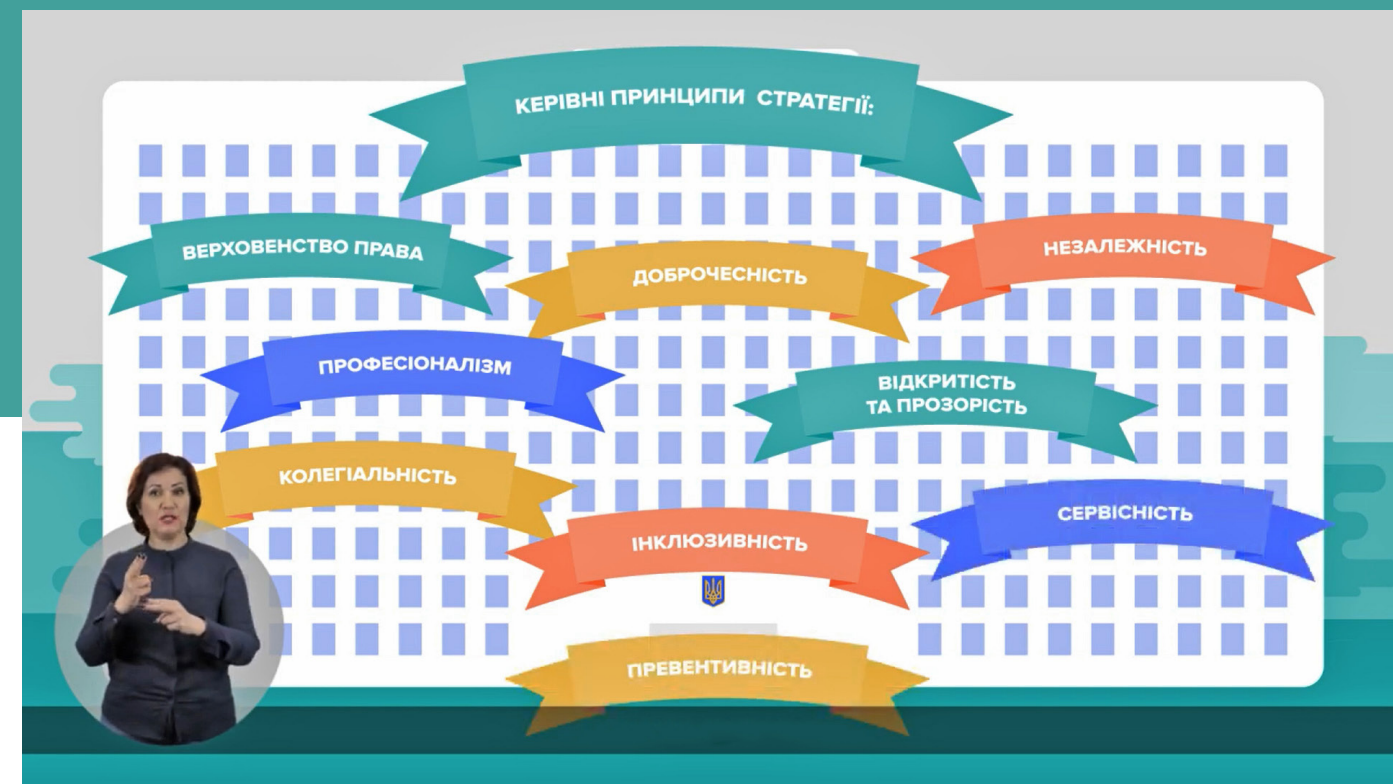 КЕРІВНІ ПРИНЦИПИ СТРАТЕГІЇ:
ВЕРХОВЕНСТВО ПРАВА
ДОБРОЧЕСНІСТЬ
НЕЗАЛЕЖНІСТЬ
ПРОФЕСІОНАЛІЗМ
ВІДКРИТІСТЬ
ТА ПРОЗОРІСТЬ
КОЛЕГІАЛЬНІСТЬ
ІНКЛЮЗИВНІСТЬ
СЕРВІСНІСТЬ
ПРЕВЕНТИВНІСТЬ